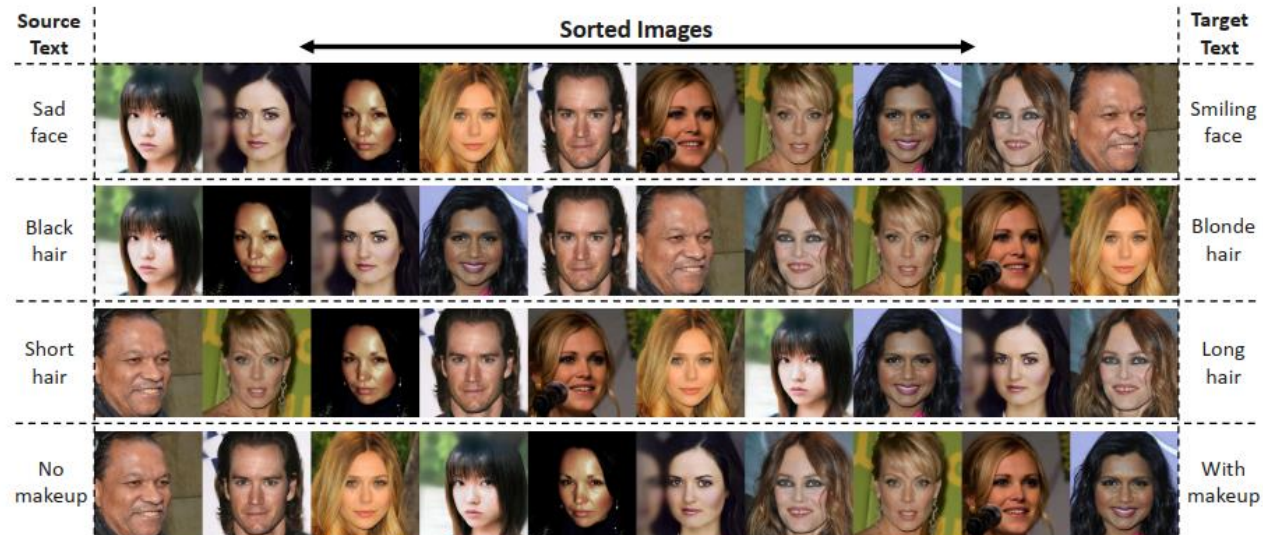 Source
Text
Sorted Images
Target
Text
Sad
face
Smiling
face
Black
hair
Blonde
hair
Short
hair
Long
hair
No
makeup
With
makeup